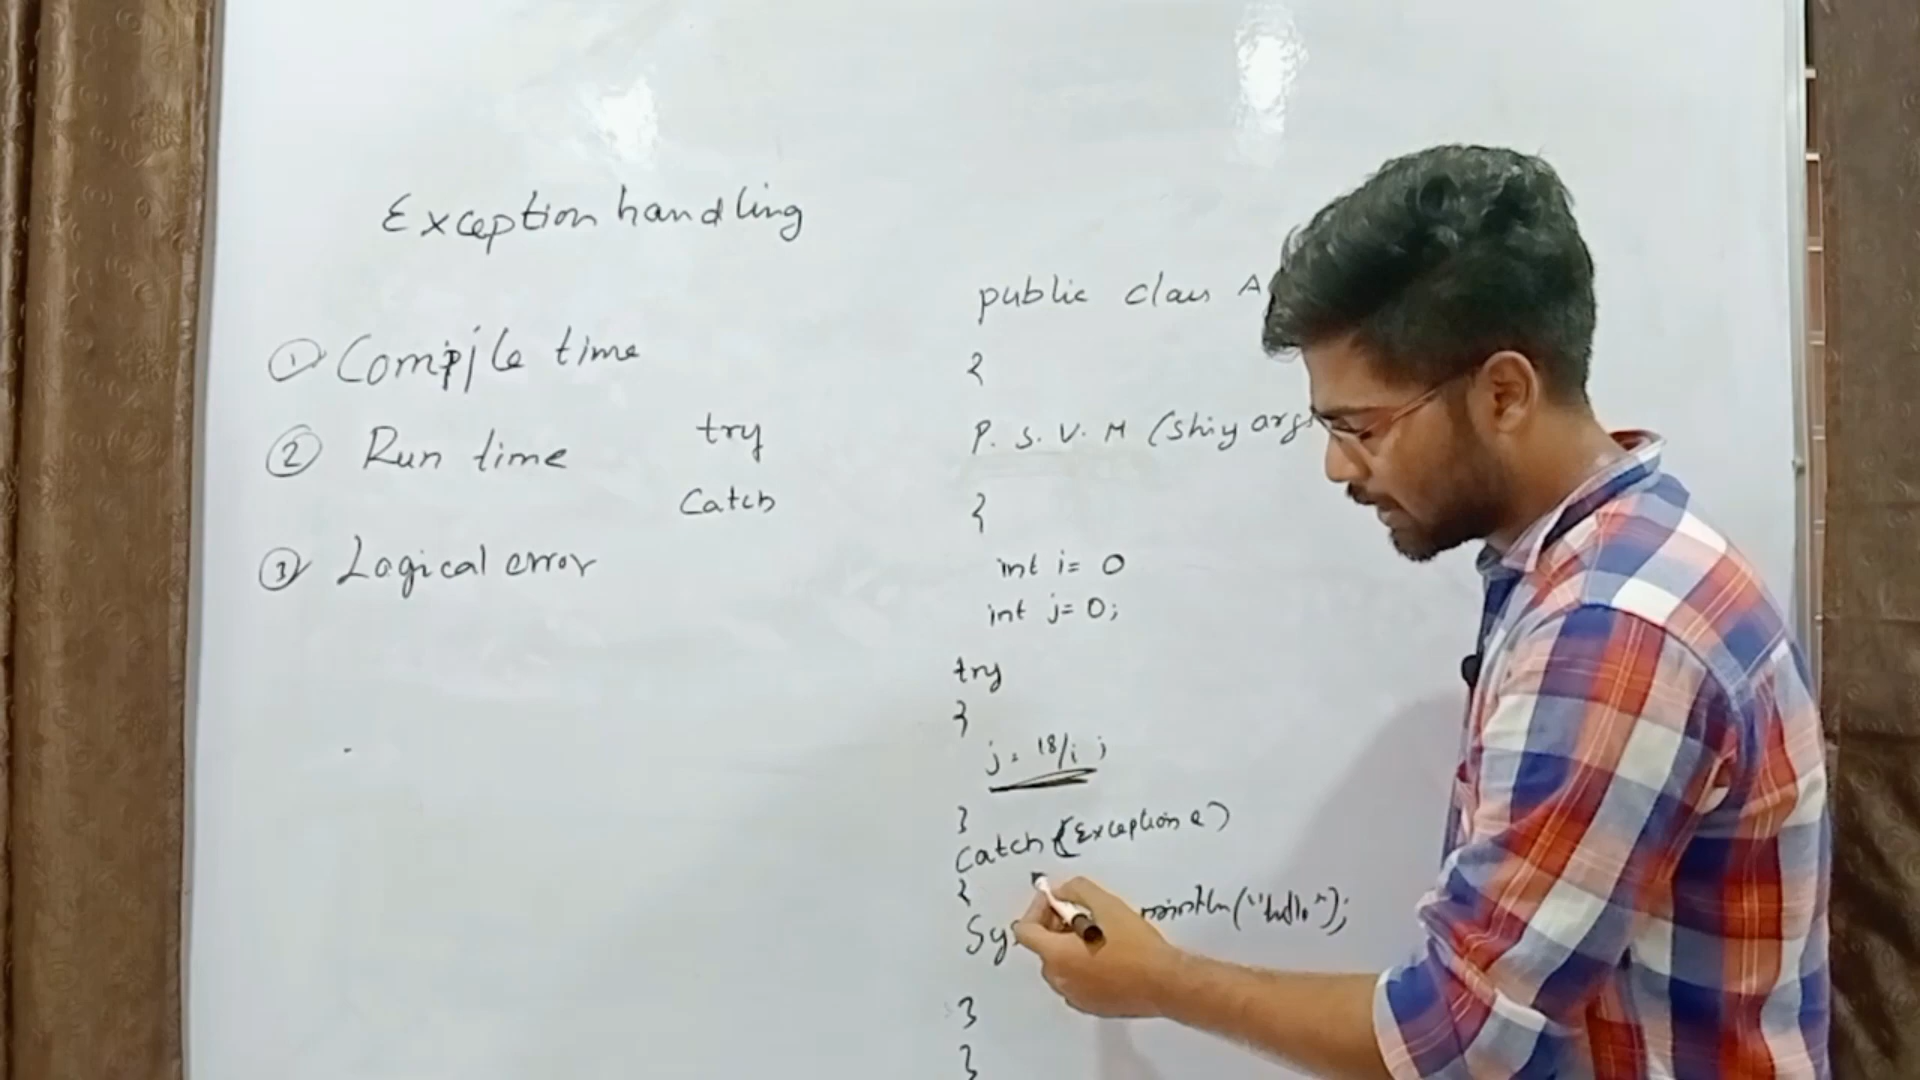 Exception handling
① Compile time
② Run time
try
Catch
③ Logical error
public class A
{
P. S. V. M (String args
{
int i= 0
int j= 0;
try
{
j = 18/i ;
}
Catch (Exception e)
{
Sys println("hello");
}
}